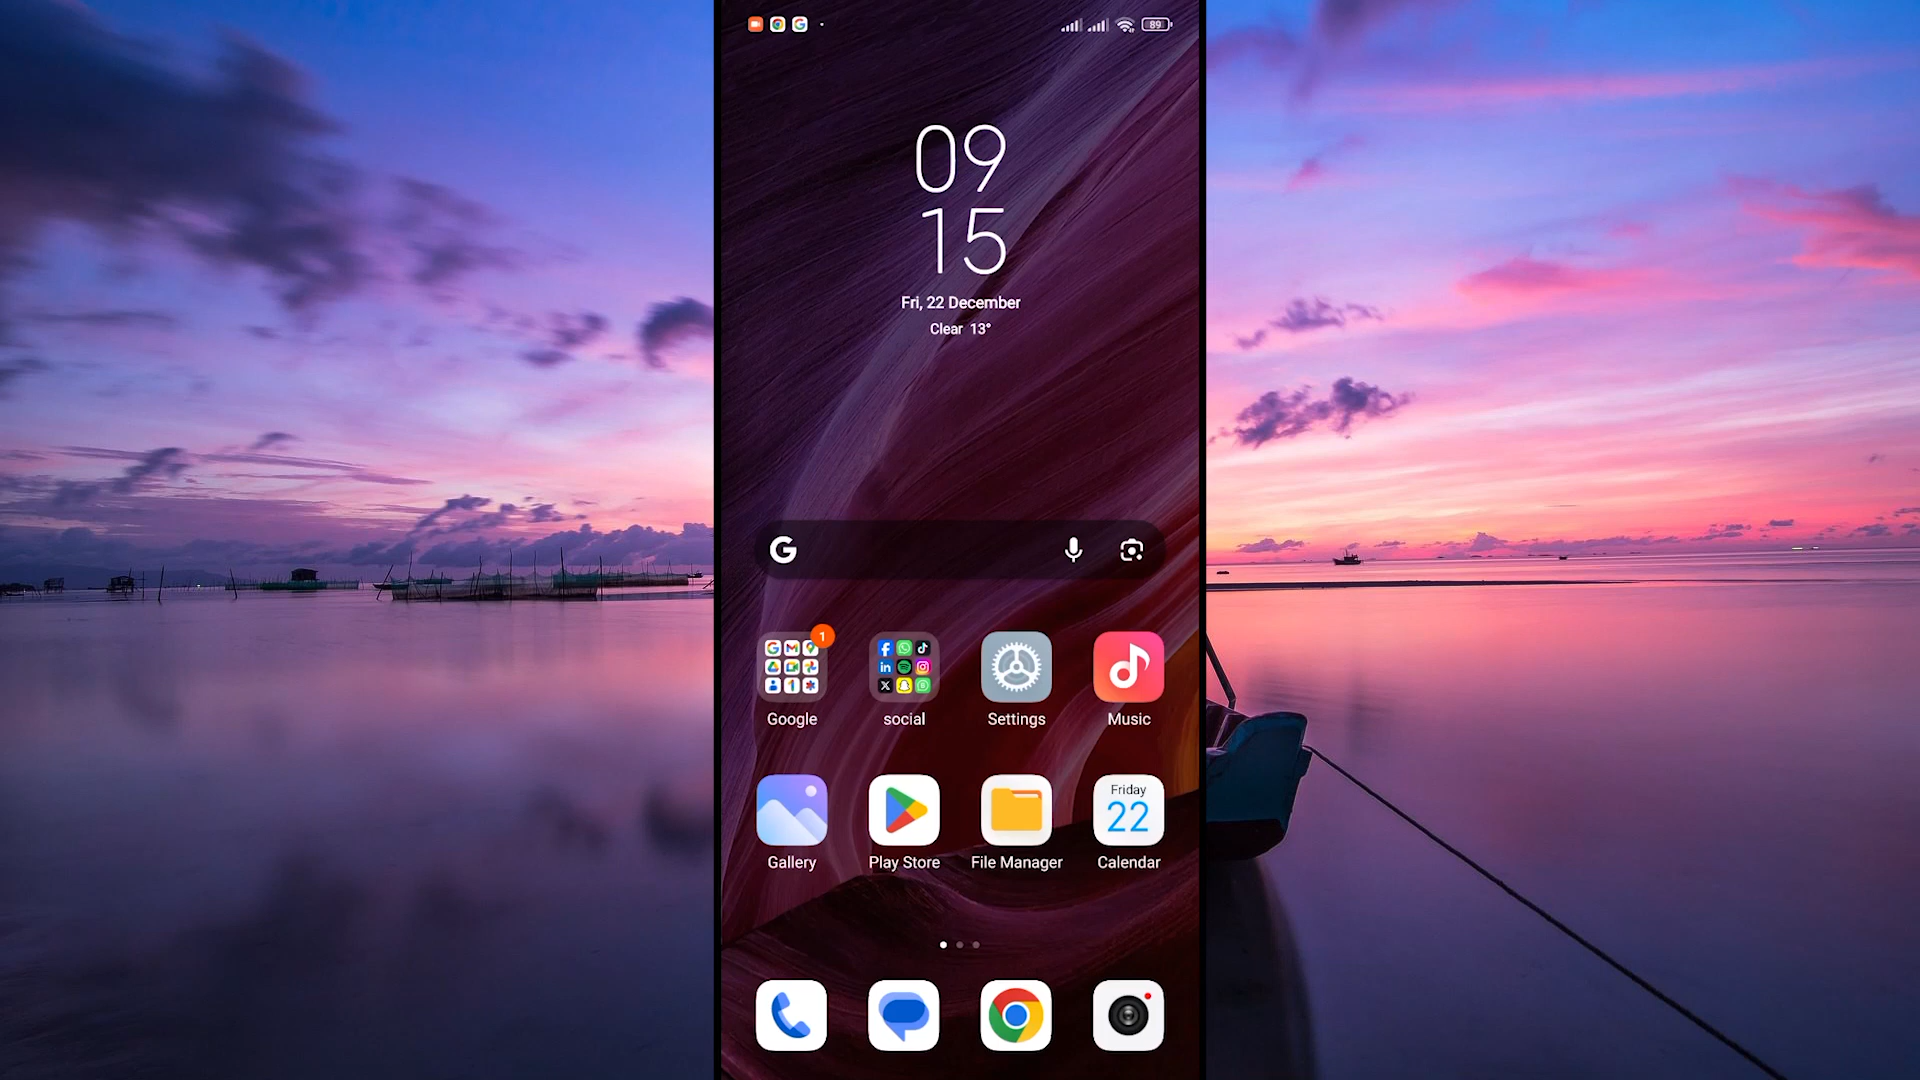 89
09
15
Fri, 22 December
Clear 13°
G
1
Google
social
Settings
Music
Gallery
Play Store
File Manager
Friday
22
Calendar